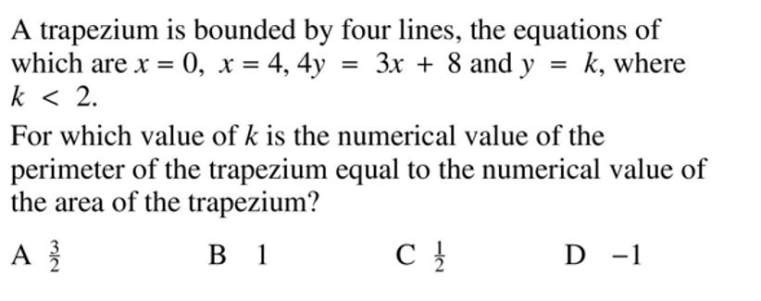 A trapezium is bounded by four lines, the equations of
which are x = 0, x = 4, 4y = 3x + 8 and y = k, where
k < 2.
For which value of k is the numerical value of the
perimeter of the trapezium equal to the numerical value of
the area of the trapezium?
A 3/2 B 1 C 1/2 D −1